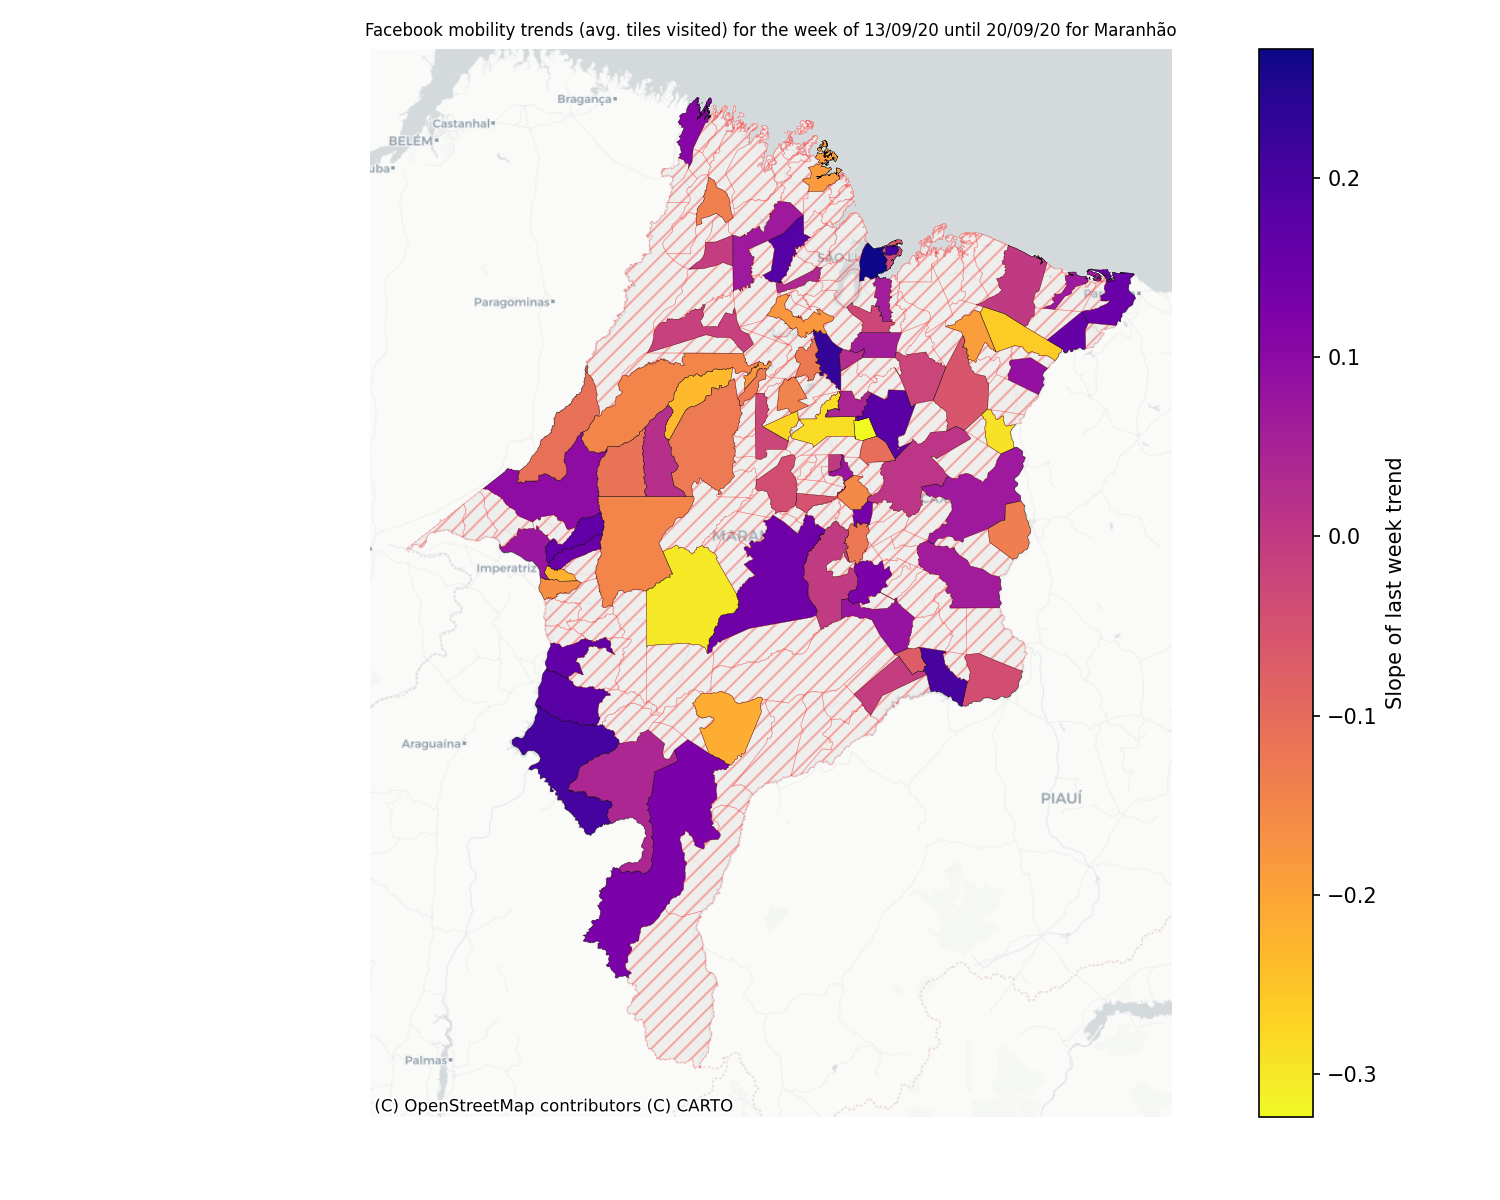 Facebook mobility trends (avg. tiles visited) for the week of 13/09/20 until 20/09/20 for Maranhão
Bragança
Castanhal
BELÉM
uba
Paragominas
Imperatriz
Araguaína
PIAUÍ
Palmas
(C) OpenStreetMap contributors (C) CARTO
0.2
0.1
0.0
−0.1
−0.2
−0.3
Slope of last week trend